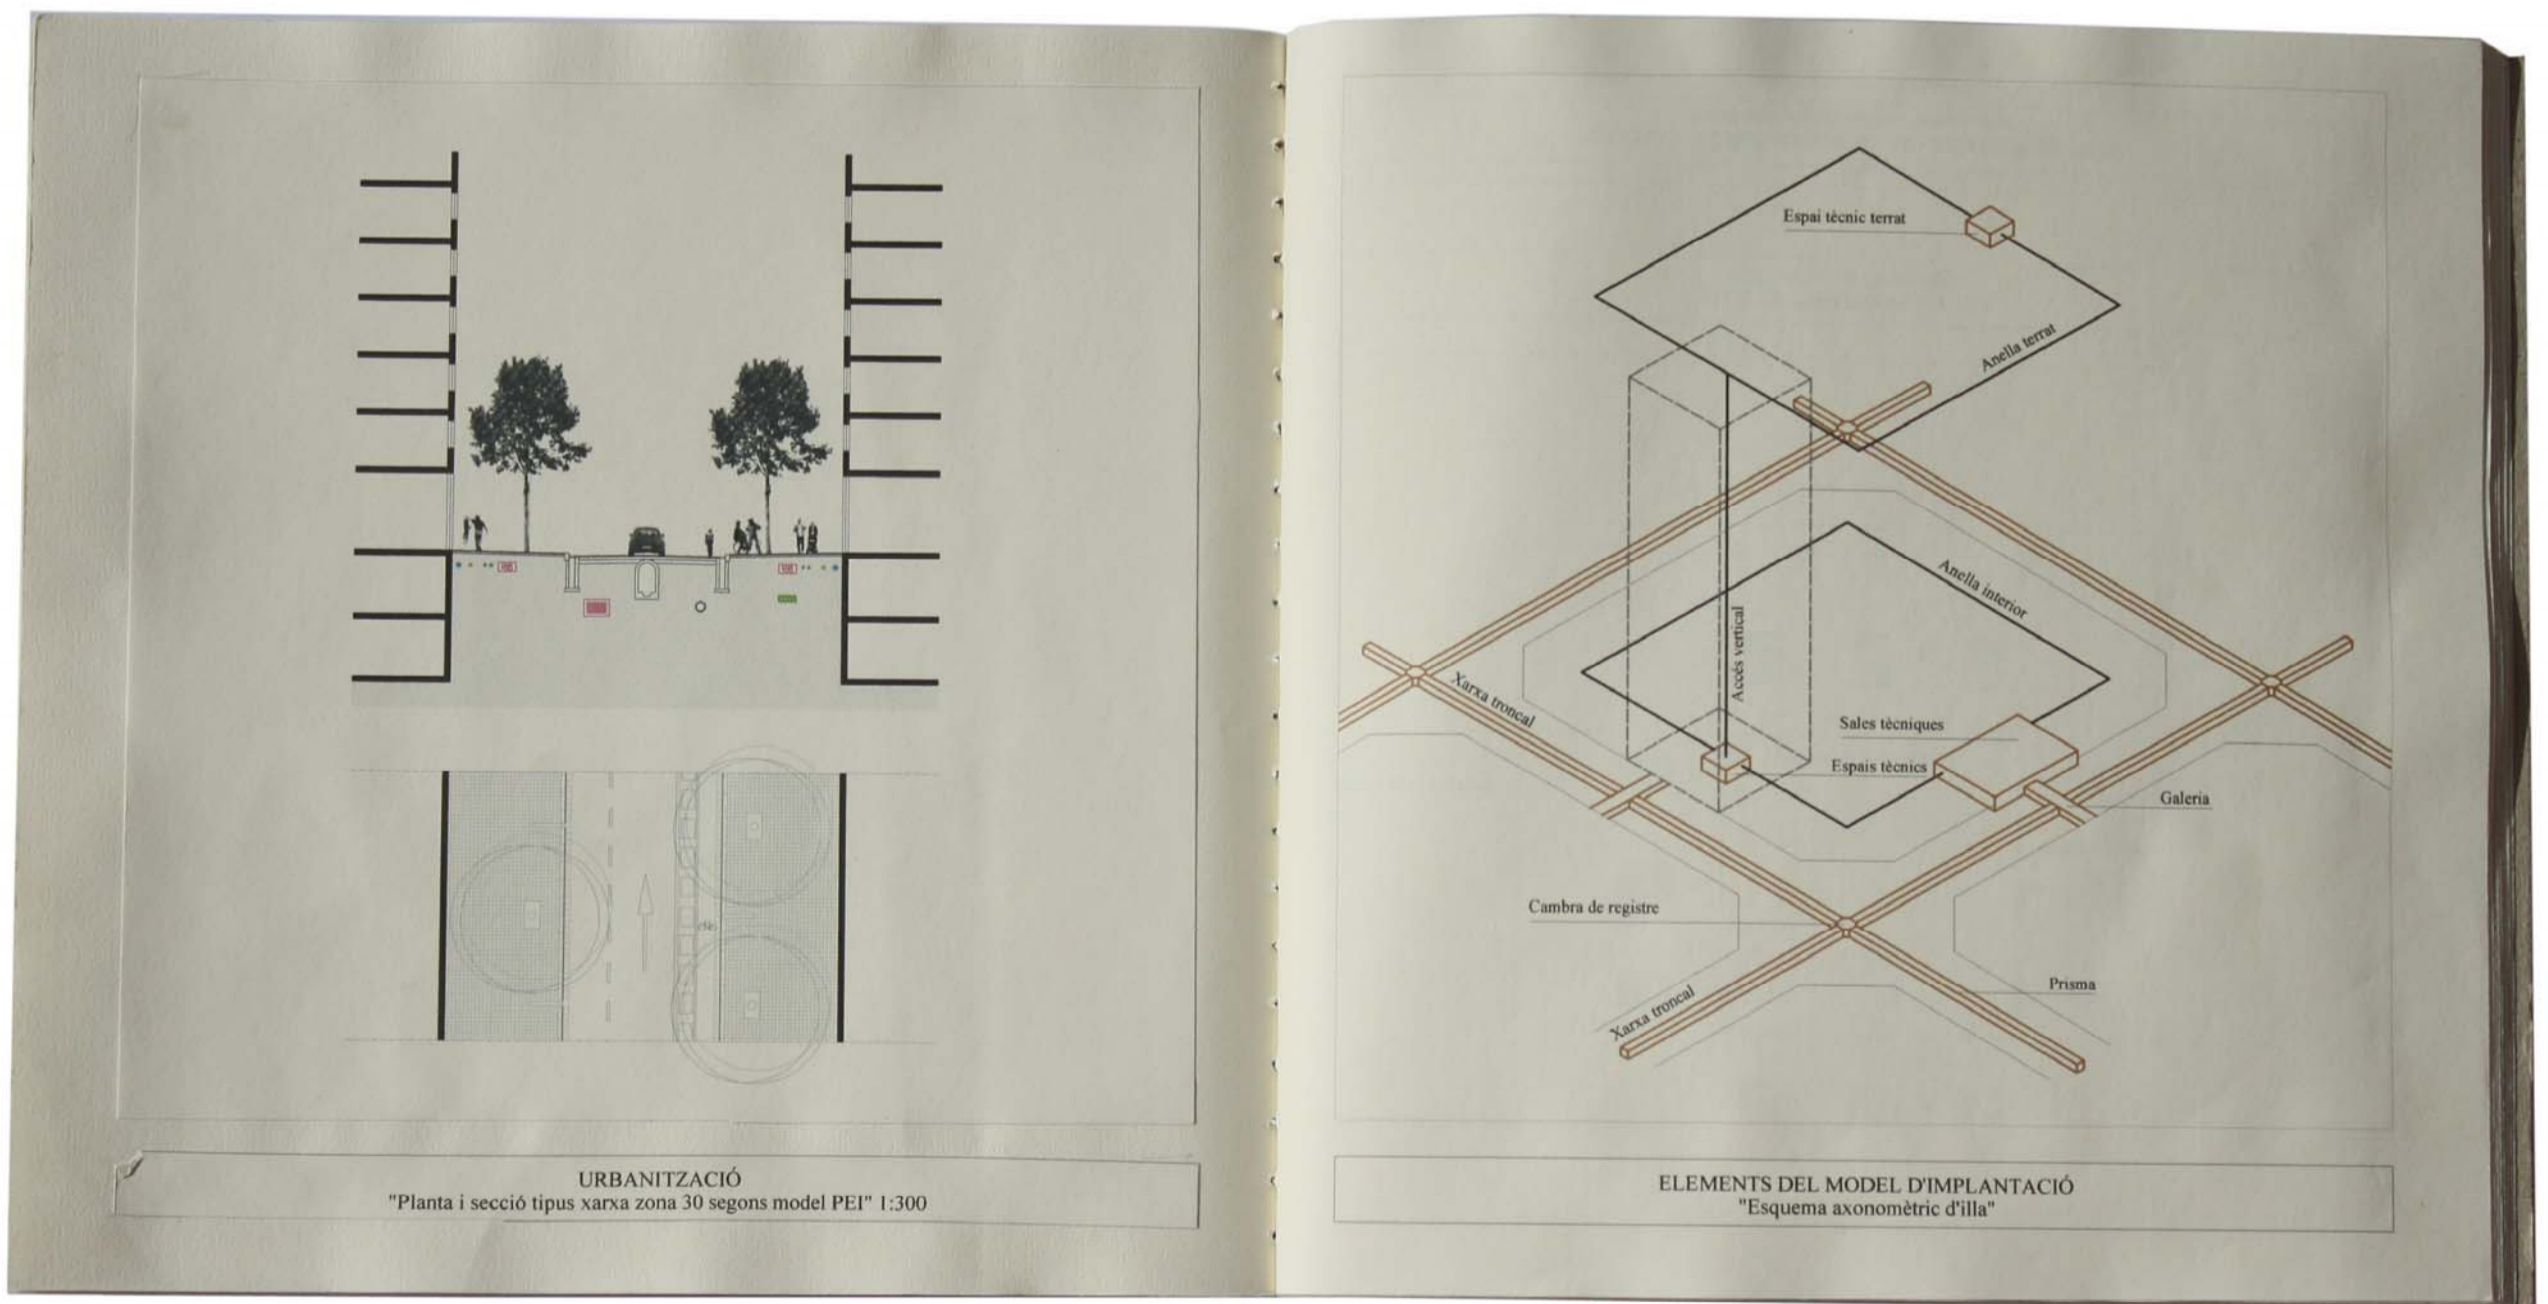 URBANITZACIÓ
"Planta i secció tipus xarxa zona 30 segons model PEI" 1:300
Espai tècnic terrat
Anella terrat
Anella interior
Accés vertical
Xarxa troncal
Sales tècniques
Espais tècnics
Galeria
Cambra de registre
Prisma
Xarxa troncal
ELEMENTS DEL MODEL D'IMPLANTACIÓ
"Esquema axonomètric d'illa"